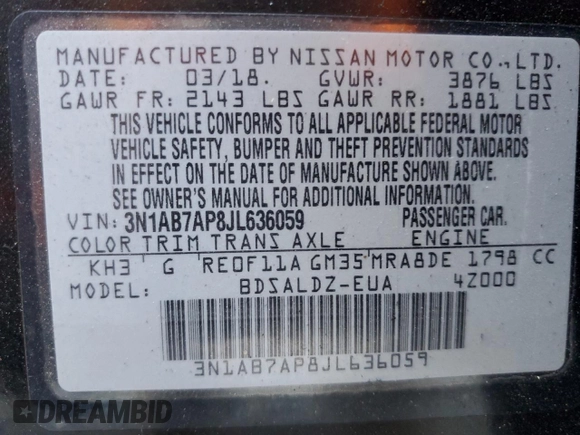 MANUFACTURED BY NISSAN MOTOR CO.,LTD.
DATE: 03/18. GVWR: 3876 LBS
GAWR FR: 2143 LBS GAWR RR: 1881 LBS
THIS VEHICLE CONFORMS TO ALL APPLICABLE FEDERAL MOTOR
VEHICLE SAFETY, BUMPER AND THEFT PREVENTION STANDARDS
IN EFFECT ON THE DATE OF MANUFACTURE SHOWN ABOVE.
SEE OWNER'S MANUAL FOR ADDITIONAL INFORMATION.
VIN: 3N1AB7AP8JL636059 PASSENGER CAR.
COLOR TRIM TRANS AXLE ENGINE
KH3 G RE0F11A GM35 MRA8DE 1798 CC
MODEL: BDSALDZ-EUA 4Z000
3N1AB7AP8JL636059
DREAMBID